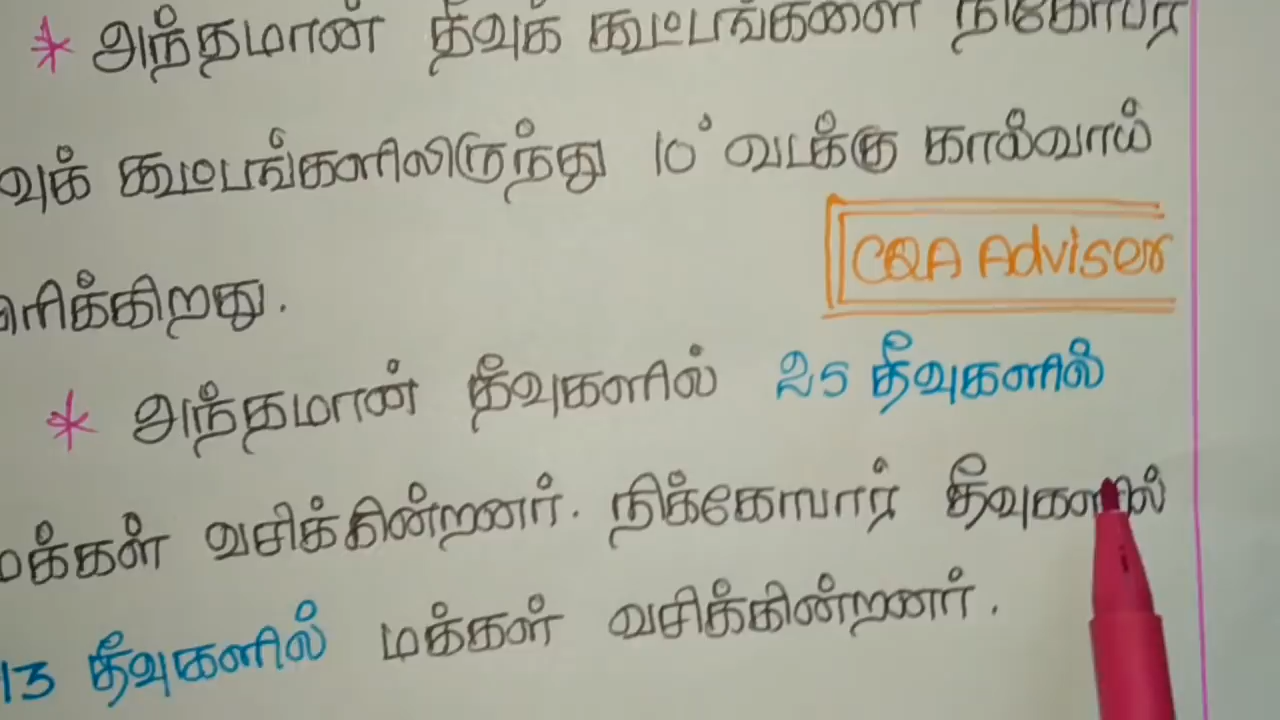 * அந்தமான் தீவுக் கூட்டங்களை நிகோபர்
வுக் கூட்டங்களிலிருந்து 10° வடக்கு கால்வாய்
ரிக்கிறது.
CQA Adviser
* அந்தமான் தீவுகளில் 25 தீவுகளில்
மக்கள் வசிக்கின்றனர். நிக்கோபார் தீவுகளில்
13 தீவுகளில் மக்கள் வசிக்கின்றனர்.